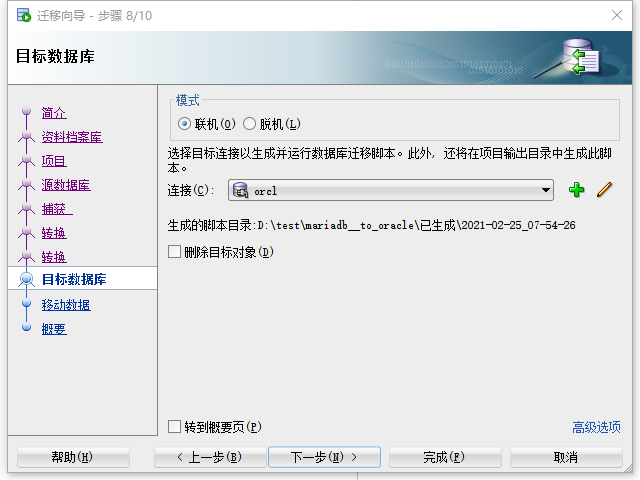 迁移向导 - 步骤 8/10
目标数据库
简介
资料档案库
项目
源数据库
捕获
转换
转换
目标数据库
移动数据
概要
模式
联机(O) 脱机(L)
选择目标连接以生成并运行数据库迁移脚本。此外，还将在项目输出目录中生成此脚
本。
连接(C): orcl
生成的脚本目录:D:\test\mariadb__to_oracle\已生成\2021-02-25_07-54-26
删除目标对象(D)
转到概要页(P)
高级选项
帮助(H) < 上一步(B) 下一步(N) > 完成(F) 取消